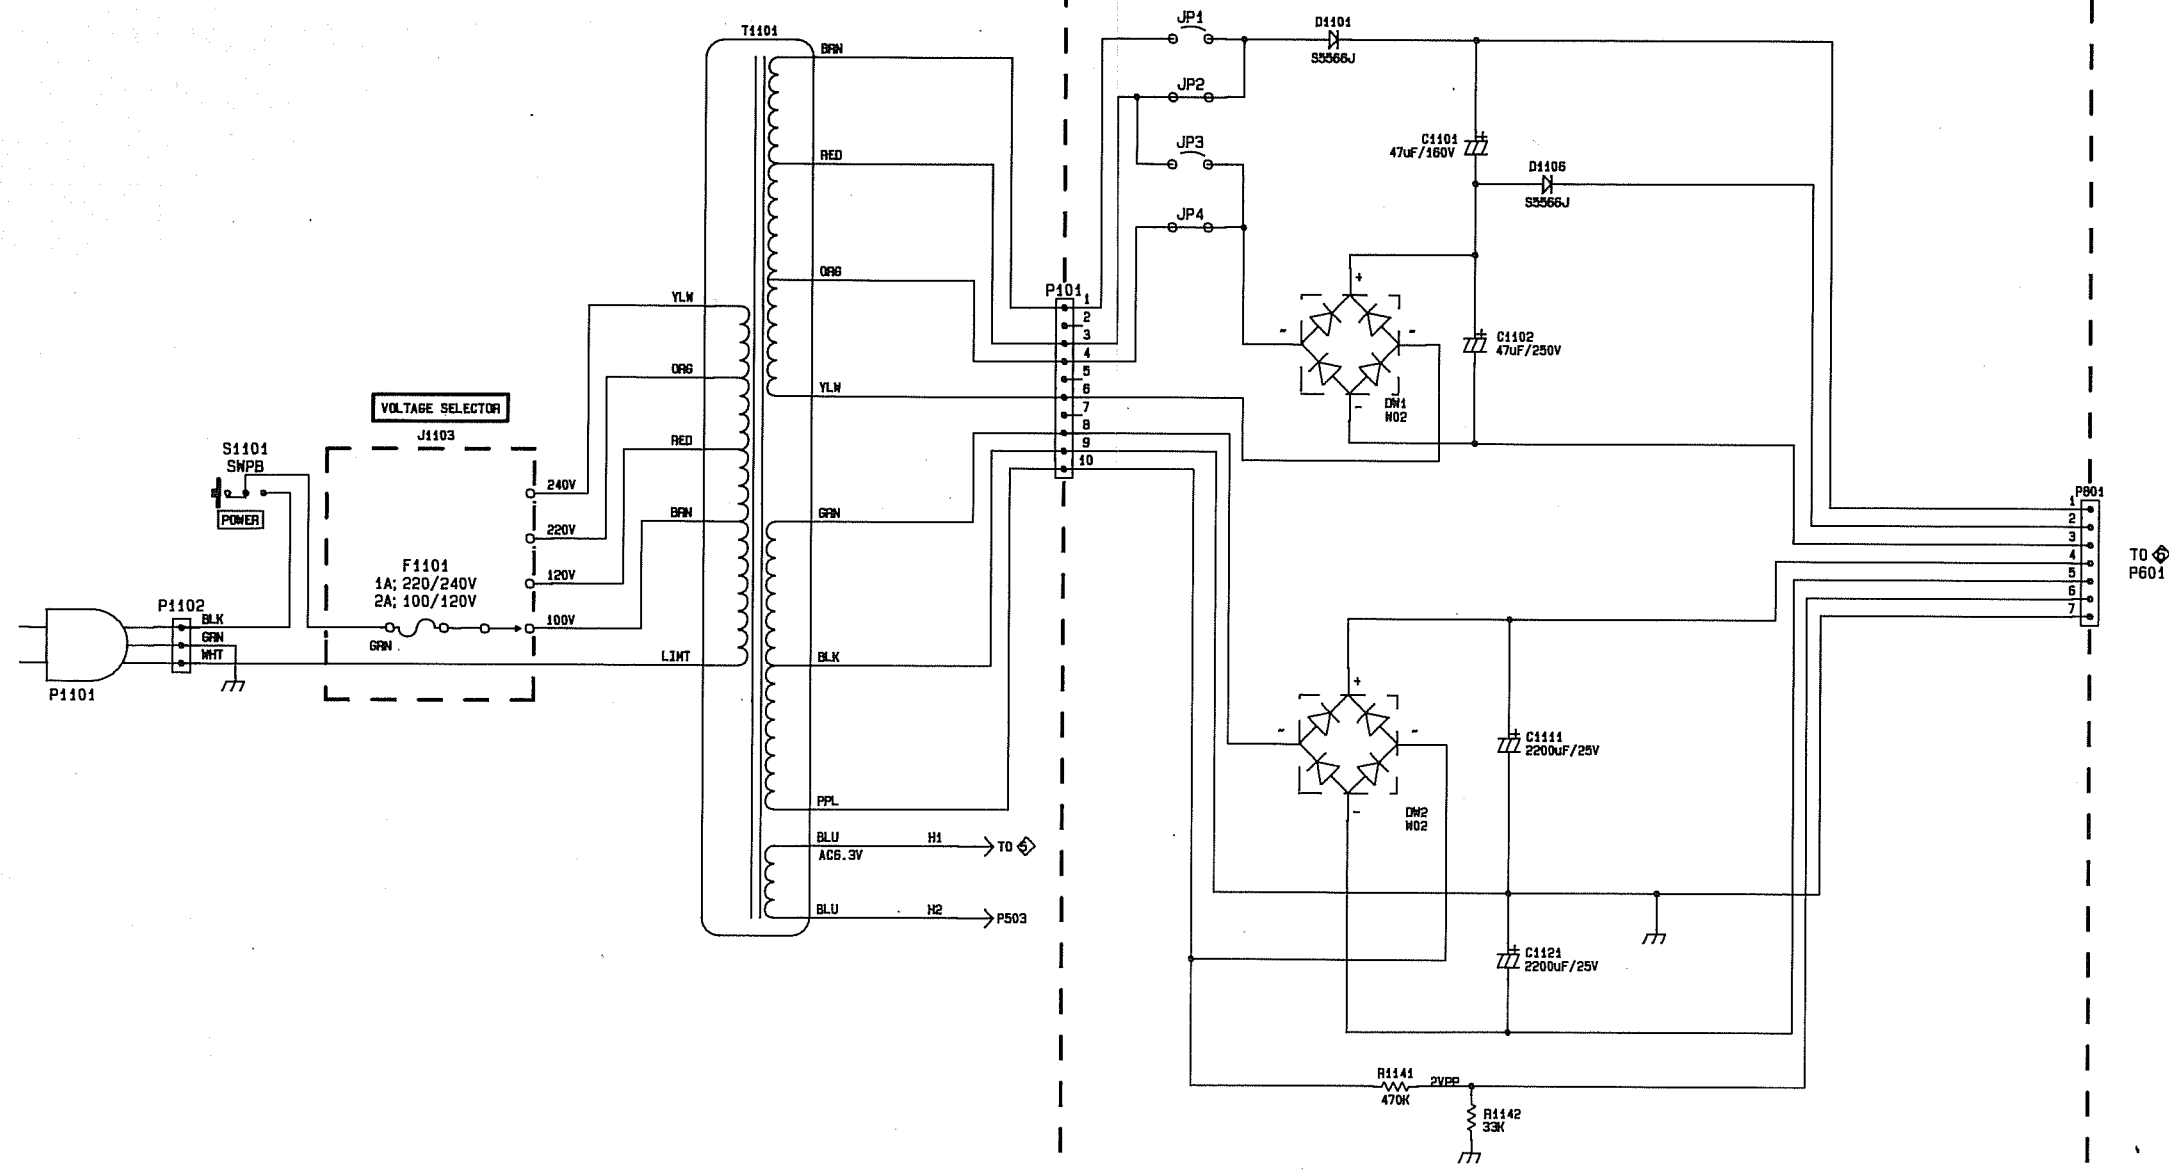 T1101
BRN
RED
ORG
YLW
YLW
ORG
RED
BRN
LIMT
GRN
BLK
PPL
BLU
AC6.3V
BLU
H1
H2
TO 5
P503
VOLTAGE SELECTOR
J1103
S1101
SWPB
POWER
240V
220V
120V
100V
F1101
1A; 220/240V
2A; 100/120V
GRN
P1102
BLK
GRN
WHT
P1101
P101
1
2
3
4
5
6
7
8
9
10
JP1
JP2
JP3
JP4
D1101
S5566J
C1101
47uF/160V
+
D1106
S5566J
+
~
~
-
DW1
W02
+
C1102
47uF/250V
P801
1
2
3
4
5
6
7
TO 6
P601
+
~
~
-
DW2
W02
+
C1111
2200uF/25V
+
C1121
2200uF/25V
R1141
470K
2VPP
R1142
33K